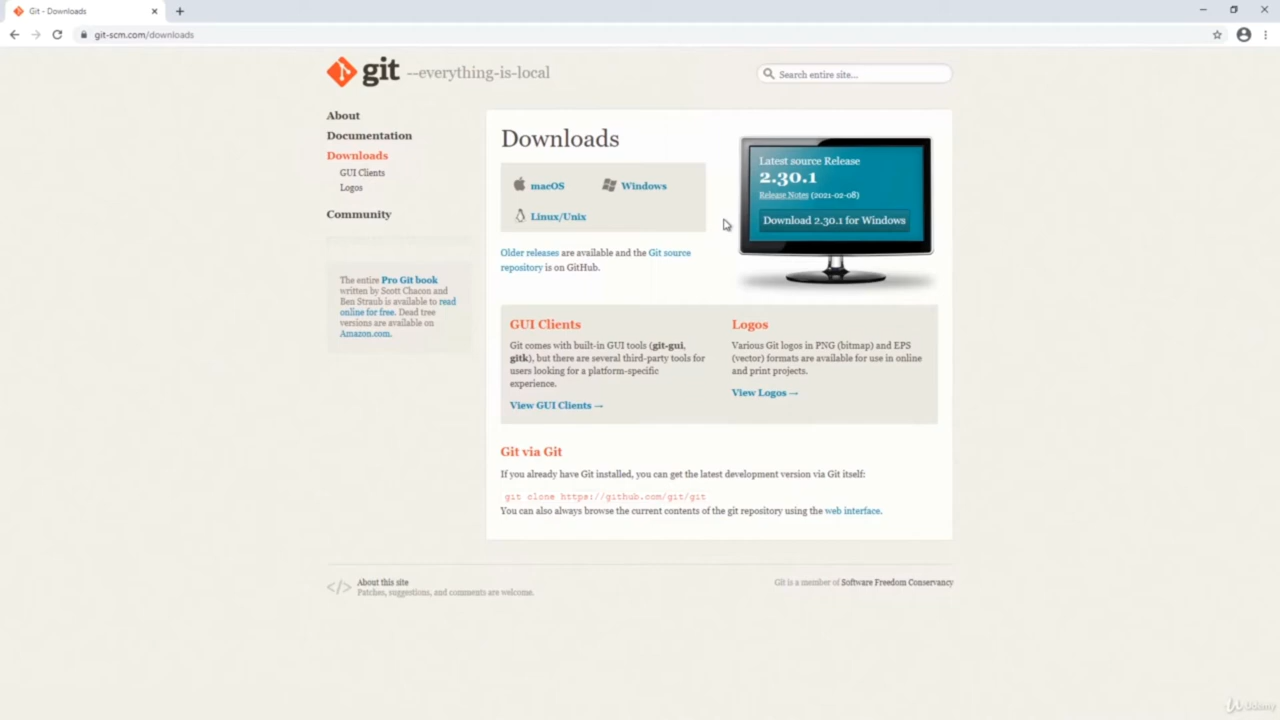 Git - Downloads
git-scm.com/downloads
git --everything-is-local
Search entire site...
About
Documentation
Downloads
GUI Clients
Logos
Community
The entire Pro Git book
written by Scott Chacon and
Ben Straub is available to read
online for free. Dead tree
versions are available on
Amazon.com.
Downloads
macOS
Windows
Linux/Unix
Older releases are available and the Git source
repository is on GitHub.
Latest source Release
2.30.1
Release Notes (2021-02-08)
Download 2.30.1 for Windows
GUI Clients
Git comes with built-in GUI tools (git-gui,
gitk), but there are several third-party tools for
users looking for a platform-specific
experience.
View GUI Clients →
Logos
Various Git logos in PNG (bitmap) and EPS
(vector) formats are available for use in online
and print projects.
View Logos →
Git via Git
If you already have Git installed, you can get the latest development version via Git itself:
git clone https://github.com/git/git
You can also always browse the current contents of the git repository using the web interface.
</> About this site
Patches, suggestions, and comments are welcome.
Git is a member of Software Freedom Conservancy
Udemy